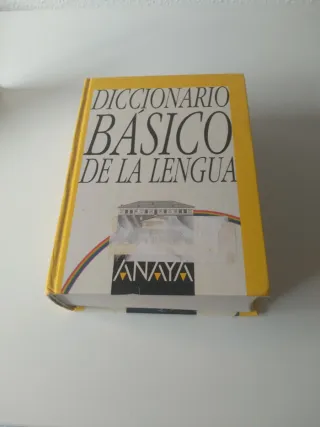 DICCIONARIO
BÁSICO
DE LA LENGUA
ANAYA